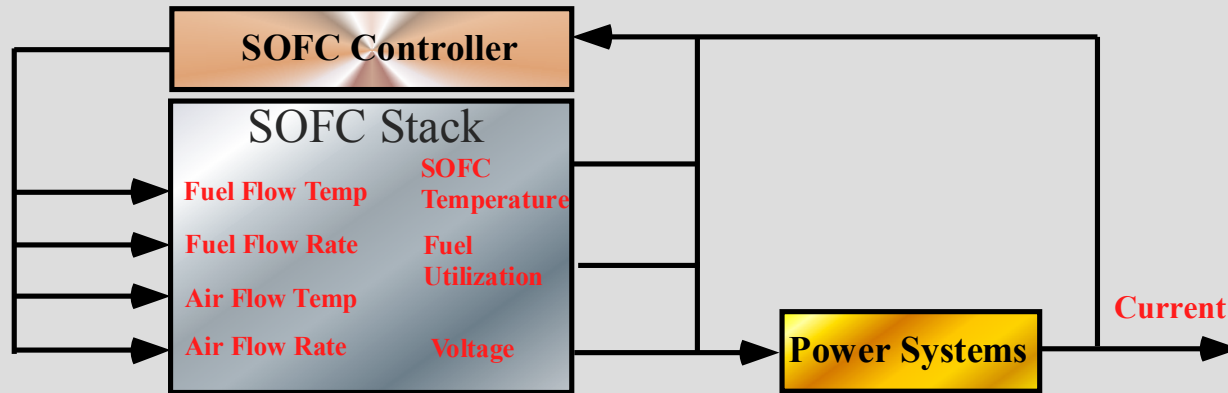 SOFC Controller
SOFC Stack
Fuel Flow Temp
Fuel Flow Rate
Air Flow Temp
Air Flow Rate
SOFC
Temperature
Fuel
Utilization
Voltage
Power Systems
Current